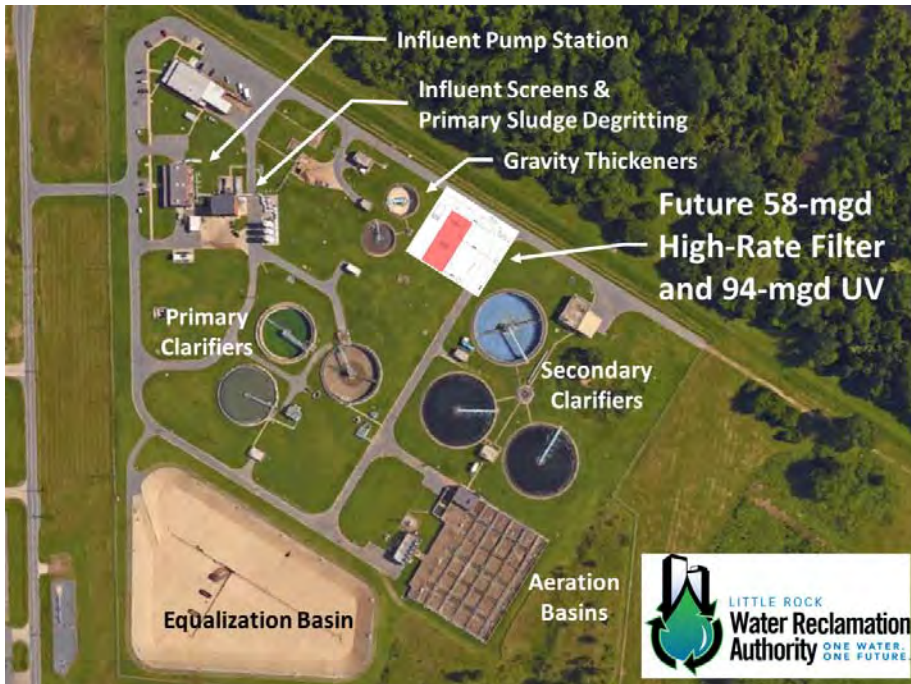 Influent Pump Station
Influent Screens &
Primary Sludge Degritting
Gravity Thickeners
Future 58-mgd
High-Rate Filter
and 94-mgd UV
Primary
Clarifiers
Secondary
Clarifiers
Equalization Basin
Aeration
Basins
LITTLE ROCK
Water Reclamation
Authority
ONE WATER.
ONE FUTURE.